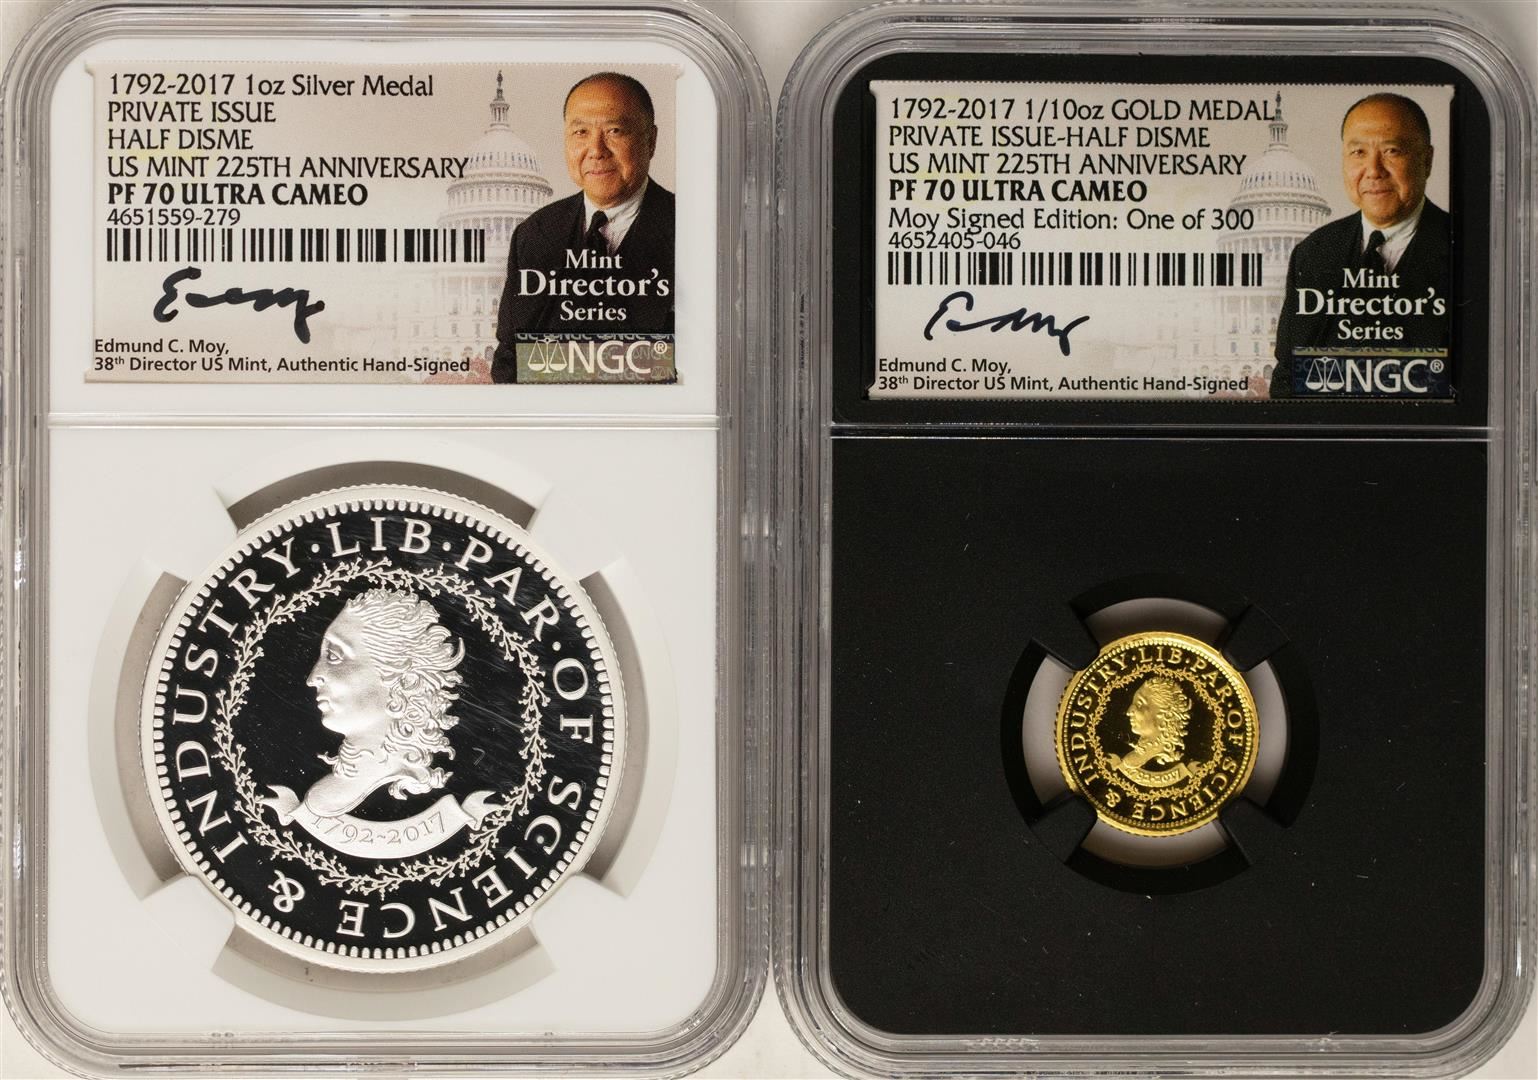 1792-2017 1oz Silver Medal
PRIVATE ISSUE
HALF DISME
US MINT 225TH ANNIVERSARY
PF 70 ULTRA CAMEO
4651559-279
Mint
Director's
Series
Edmund C. Moy,
38th Director US Mint, Authentic Hand-Signed
NGC®
LIB · PAR · OF SCIENCE & INDUSTRY ·
1792-2017
1792-2017 1/10oz GOLD MEDAL
PRIVATE ISSUE-HALF DISME
US MINT 225TH ANNIVERSARY
PF 70 ULTRA CAMEO
Moy Signed Edition: One of 300
4652405-046
Mint
Director's
Series
Edmund C. Moy,
38th Director US Mint, Authentic Hand-Signed
NGC®
LIB · PAR · OF SCIENCE & INDUSTRY ·
1792-2017